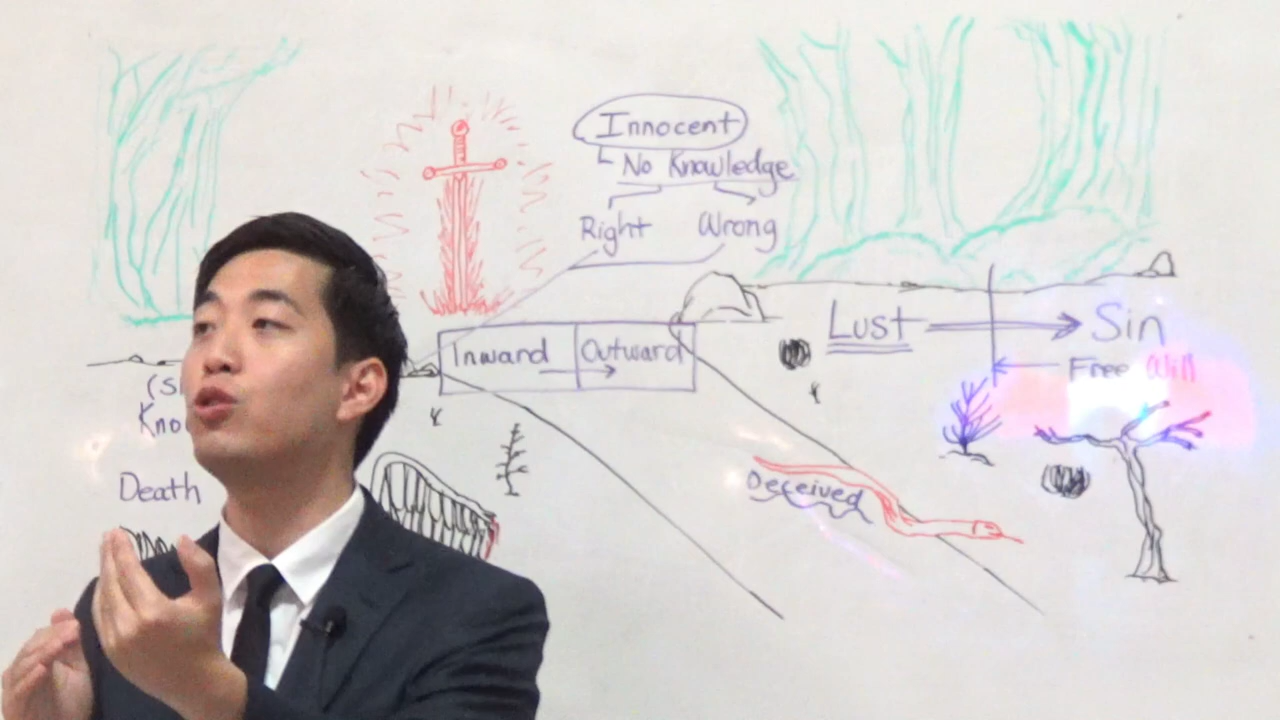 Innocent
No Knowledge
Right Wrong
Inward Outward
Lust Sin
Free Will
Death
Deceived